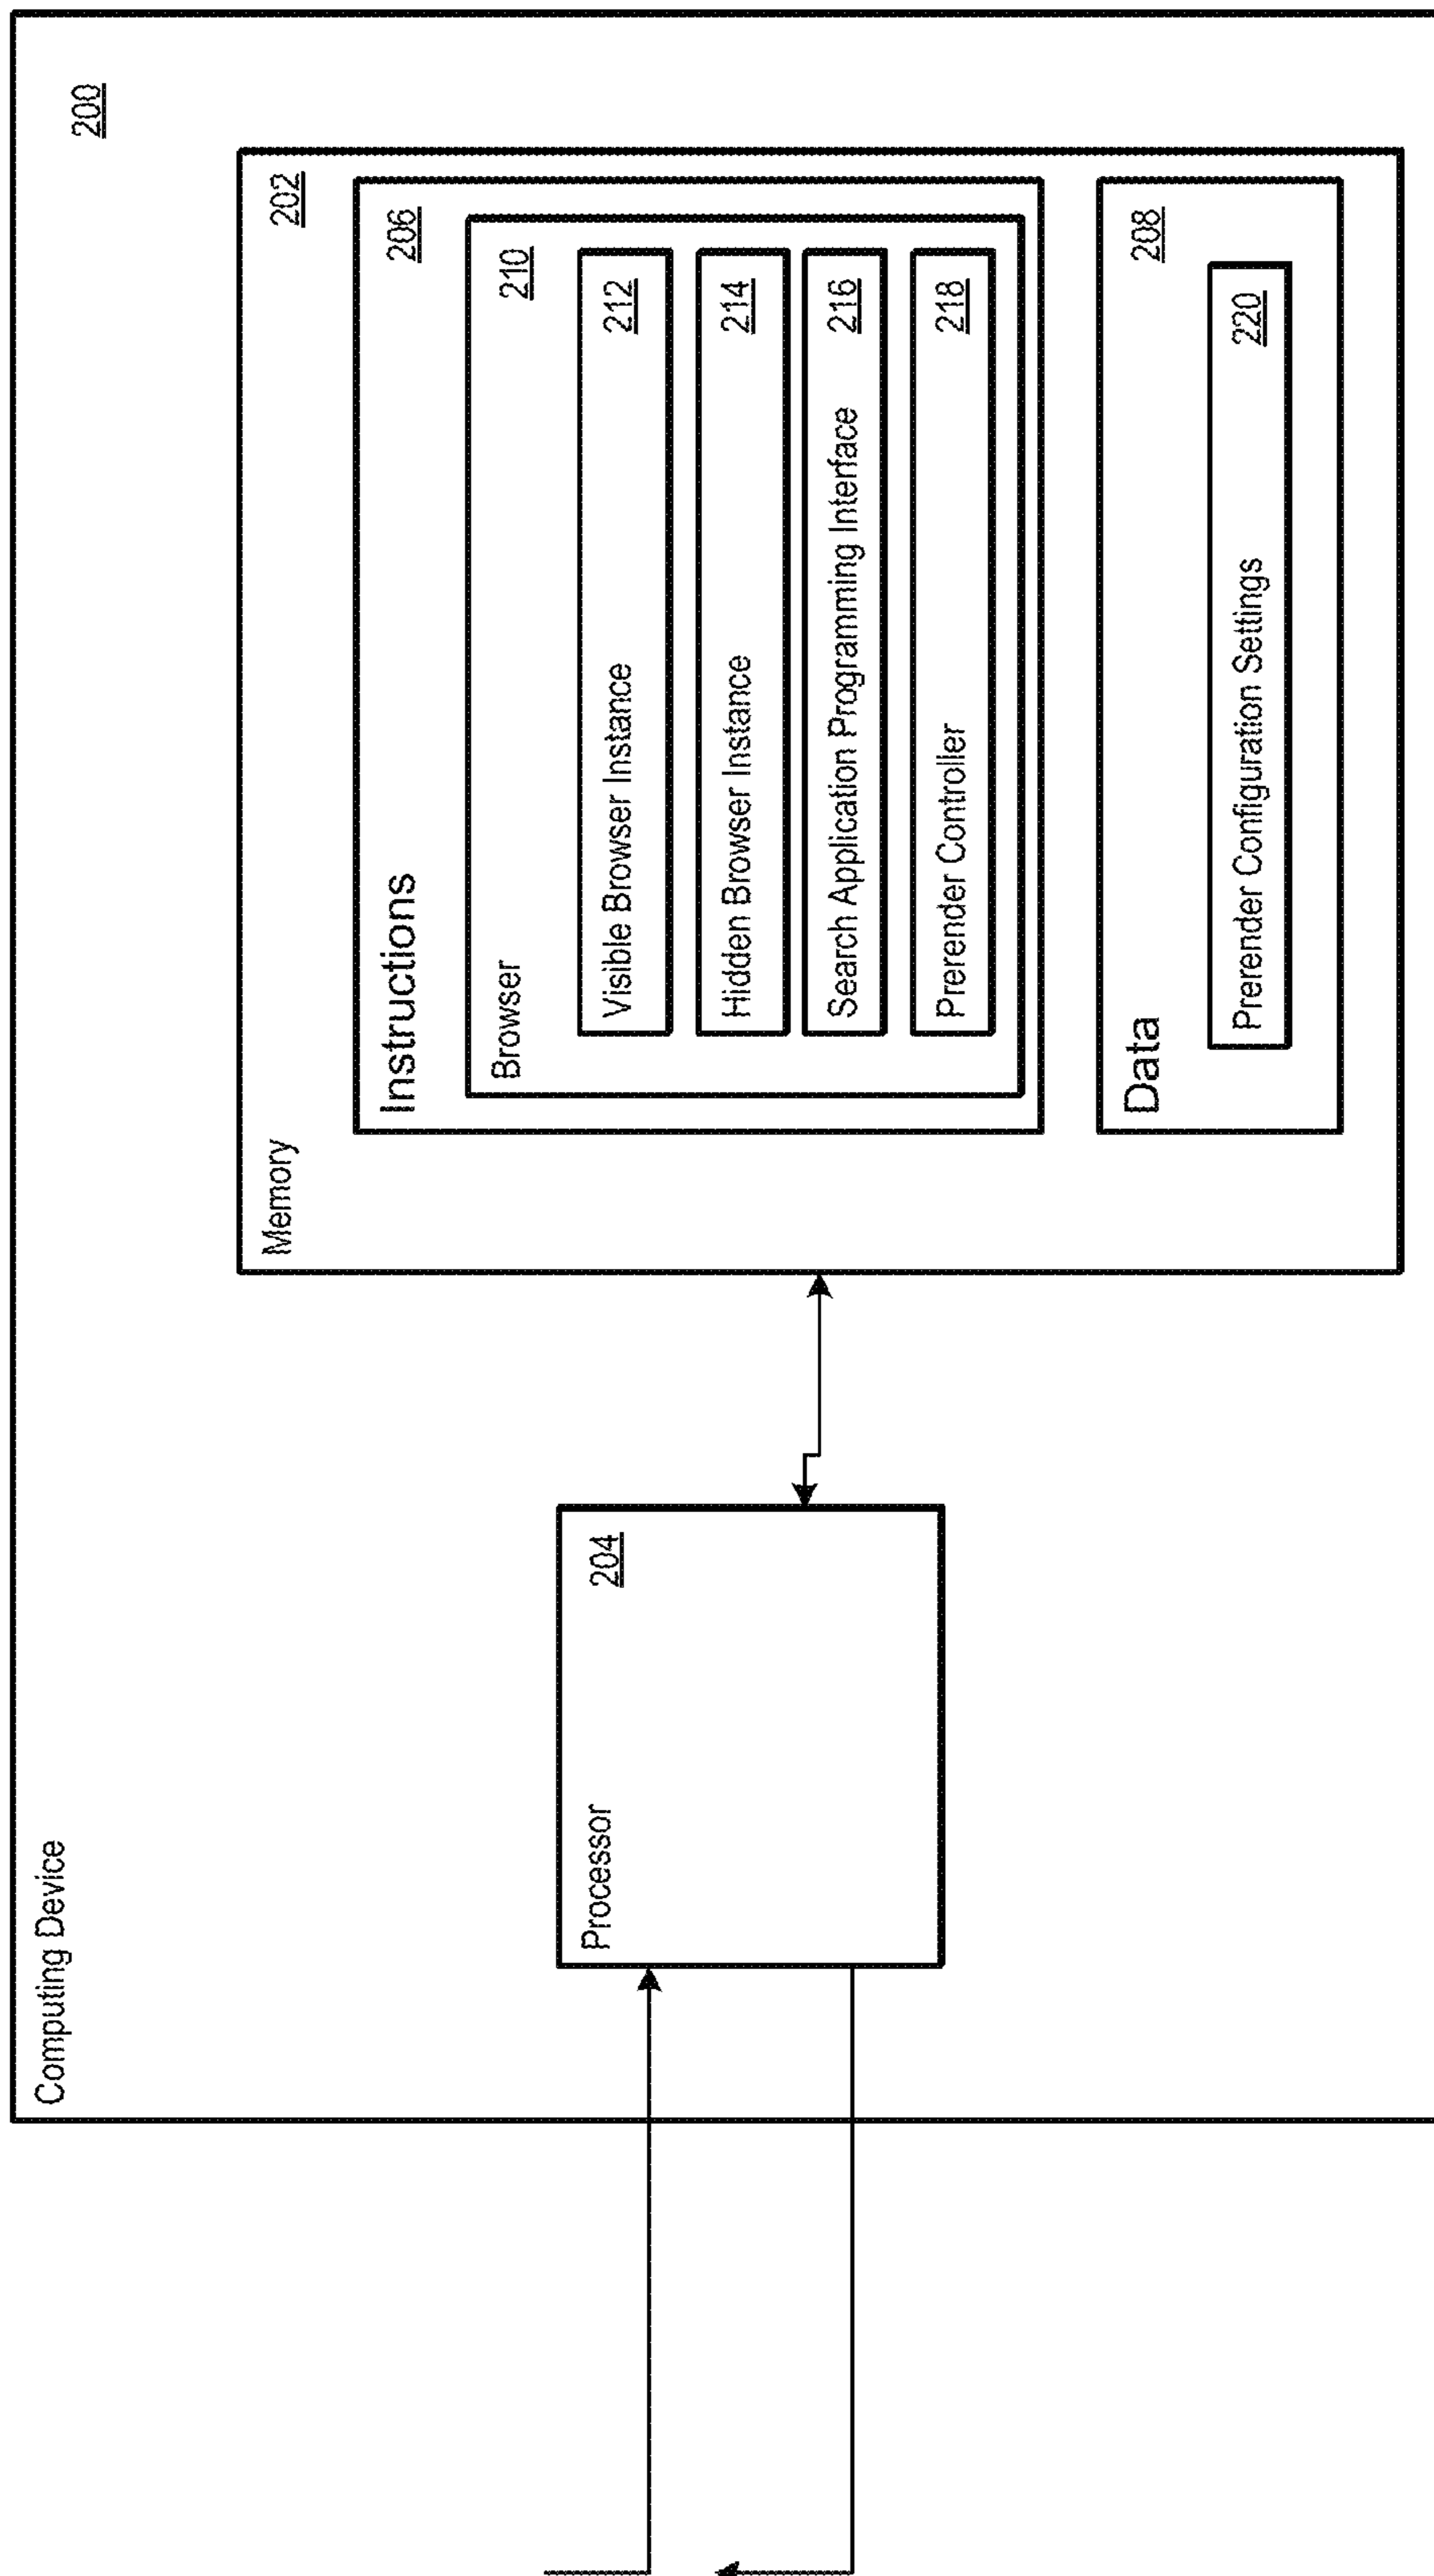 Computing Device
200
Processor
204
Memory
202
Instructions
206
Browser
210
Visible Browser Instance
212
Hidden Browser Instance
214
Search Application Programming Interface
216
Prerender Controller
218
Data
208
Prerender Configuration Settings
220